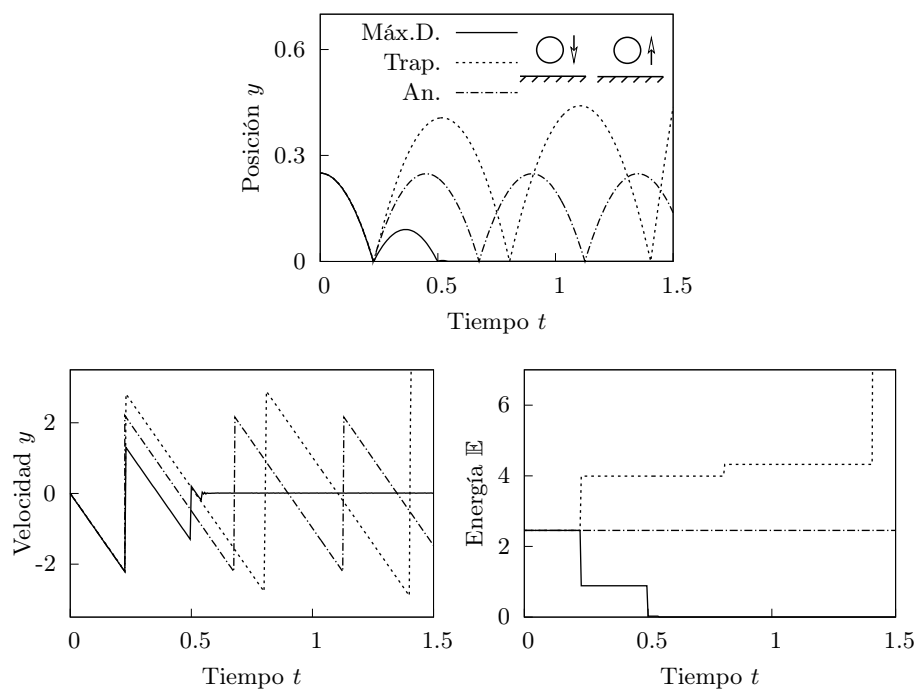 Máx.D.
Trap.
An.
0.6
0.3
0
Posición y
0 0.5 1 1.5
Tiempo t
2
0
-2
Velocidad y
0 0.5 1 1.5
Tiempo t
6
4
2
0
Energía 𝔼
0 0.5 1 1.5
Tiempo t